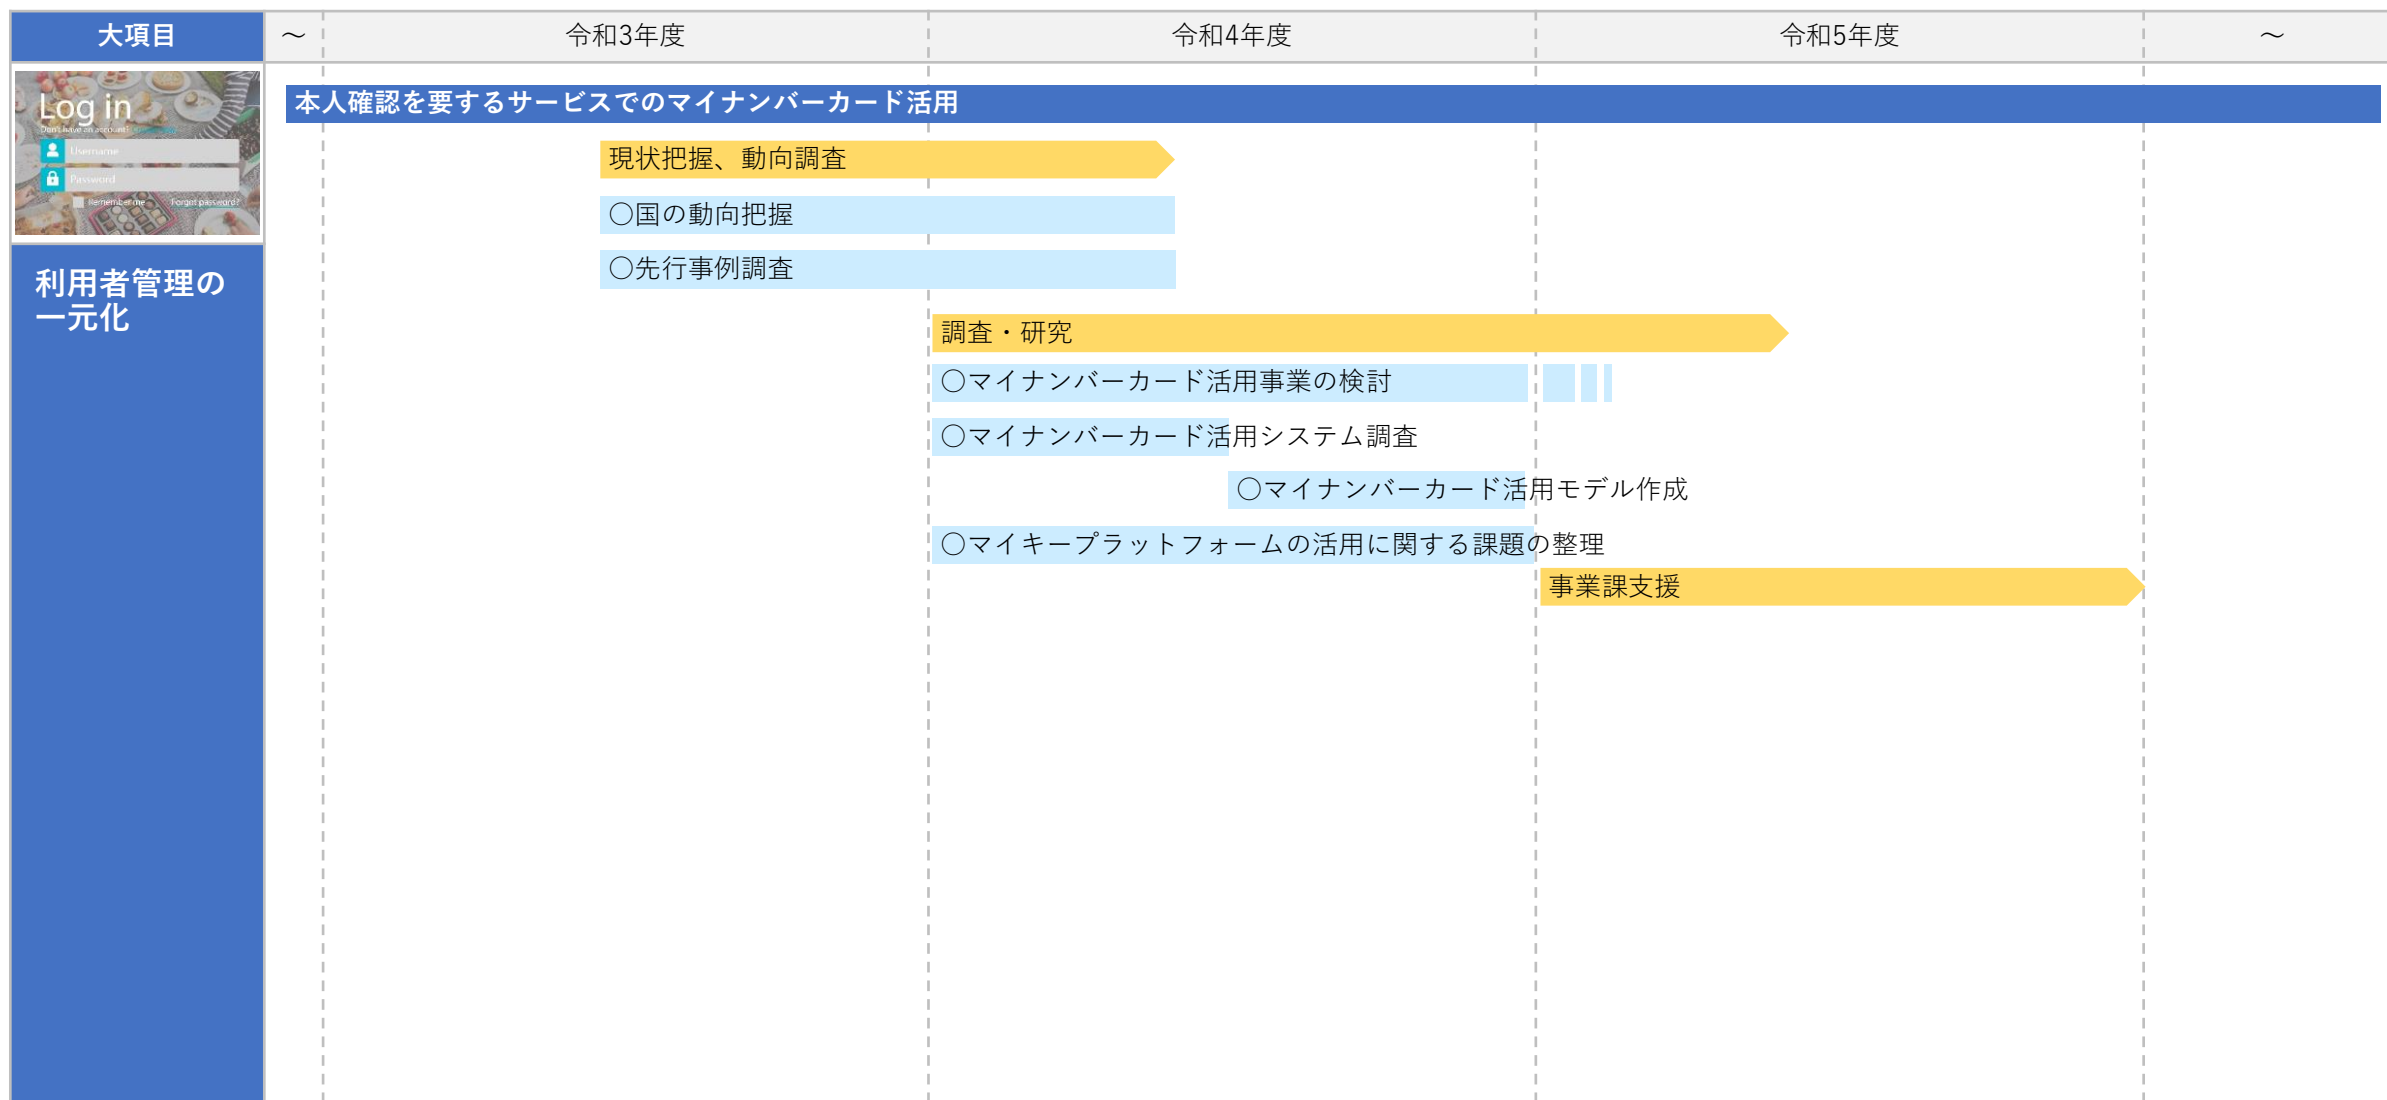 大項目
～
令和3年度
令和4年度
令和5年度
～
Log in
Don't have an account?
Username
Password
Remember me
Forgot password?
利用者管理の
一元化
本人確認を要するサービスでのマイナンバーカード活用
現状把握、動向調査
○国の動向把握
○先行事例調査
調査・研究
○マイナンバーカード活用事業の検討
○マイナンバーカード活用システム調査
○マイナンバーカード活用モデル作成
○マイキープラットフォームの活用に関する課題の整理
事業課支援